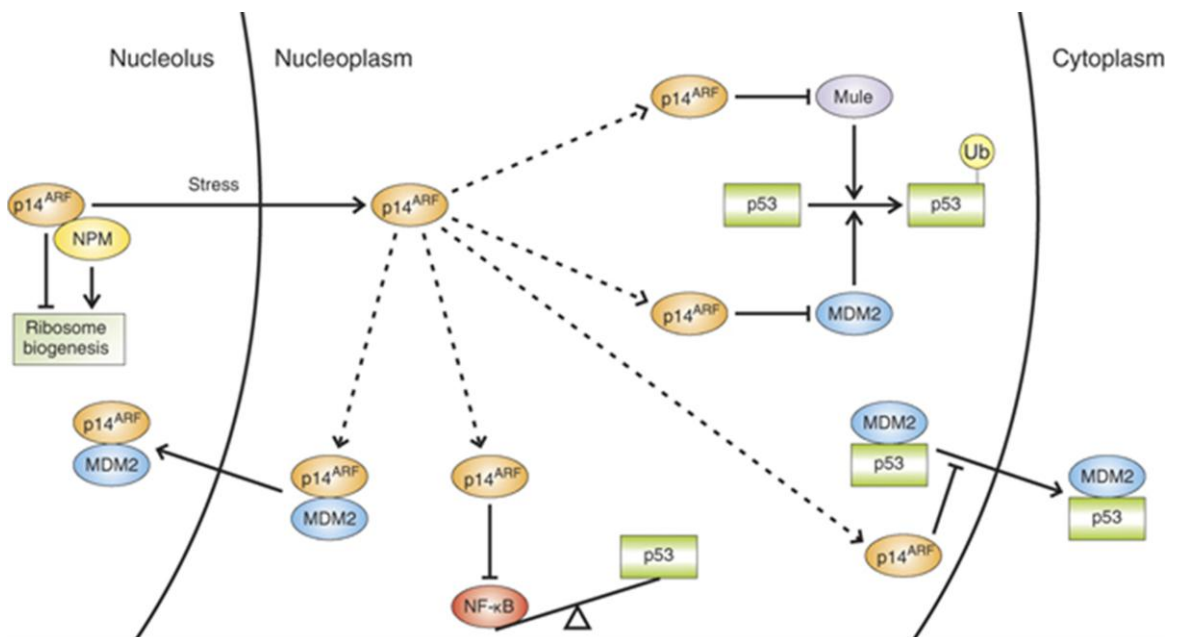 Nucleolus
Nucleoplasm
Cytoplasm
p14ARF
Mule
Ub
Stress
p14ARF
p14ARF
p53
p53
NPM
p14ARF
MDM2
Ribosome
biogenesis
p14ARF
MDM2
MDM2
p53
p14ARF
MDM2
p14ARF
MDM2
p53
p14ARF
p53
NF-κB